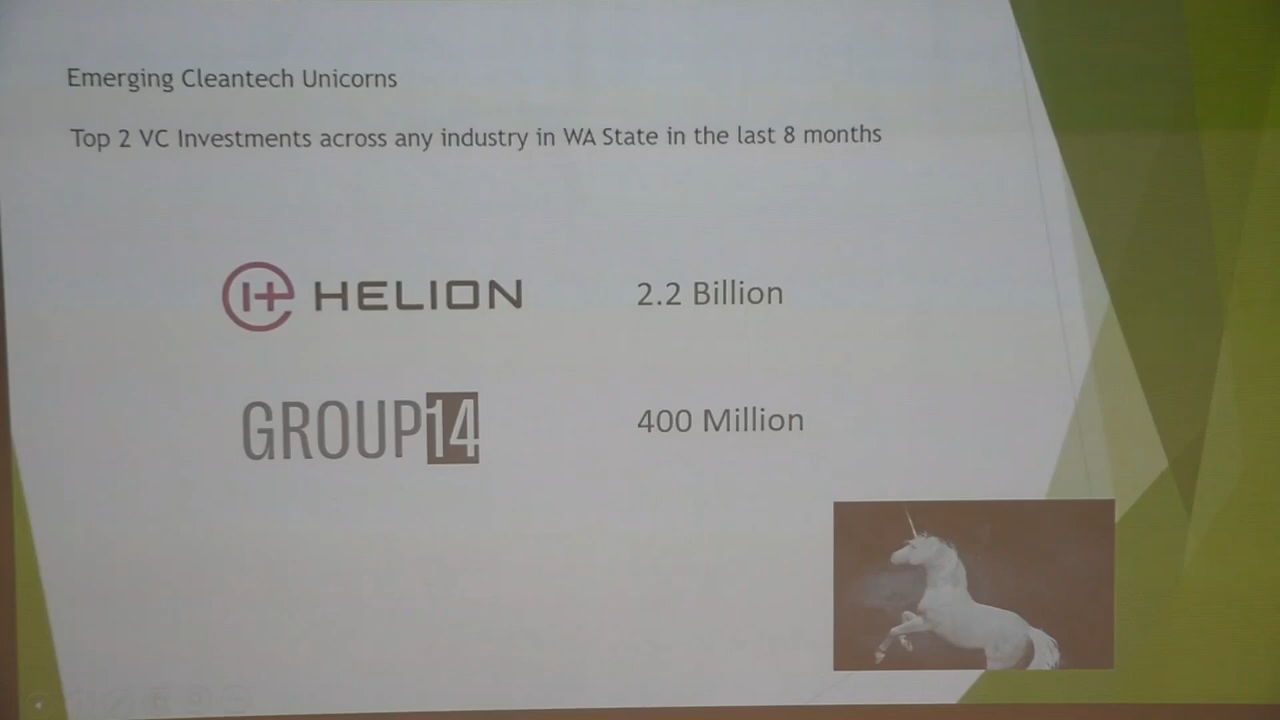 Emerging Cleantech Unicorns
Top 2 VC Investments across any industry in WA State in the last 8 months
HELION 2.2 Billion
GROUP14 400 Million